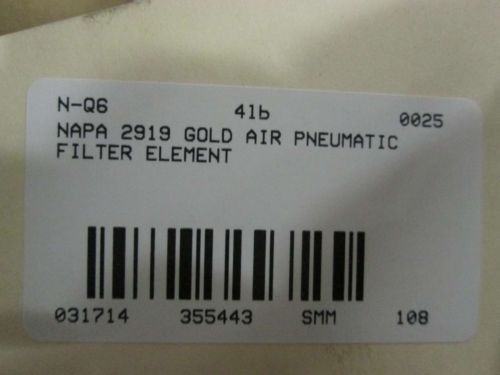 N-Q6 41b 0025
NAPA 2919 GOLD AIR PNEUMATIC
FILTER ELEMENT
031714 355443 SMM 108